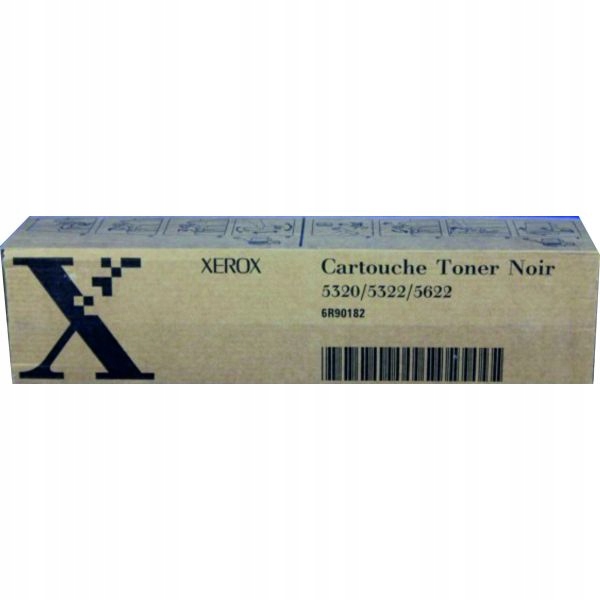 XEROX
Cartouche Toner Noir
5320/5322/5622
6R90182